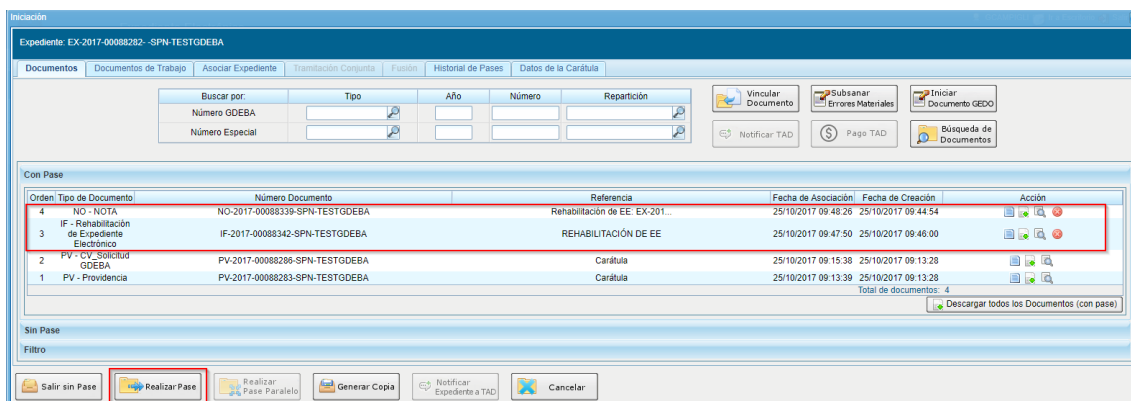 Iniciación
Expediente: EX-2017-00088282- -SPN-TESTGDEBA
Documentos Documentos de Trabajo Asociar Expediente Tramitación Conjunta Fusión Historial de Pases Datos de la Carátula
Buscar por: Tipo Año Número Repartición
Número GDEBA
Número Especial
Vincular Documento
Subsanar Errores Materiales
Iniciar Documento GEDO
Notificar TAD
Pago TAD
Búsqueda de Documentos
Con Pase
Orden Tipo de Documento Número Documento Referencia Fecha de Asociación Fecha de Creación Acción
4 NO - NOTA NO-2017-00088339-SPN-TESTGDEBA Rehabilitación de EE: EX-201... 25/10/2017 09:48:26 25/10/2017 09:44:54
3 IF - Rehabilitación de Expediente Electrónico IF-2017-00088342-SPN-TESTGDEBA REHABILITACIÓN DE EE 25/10/2017 09:47:50 25/10/2017 09:46:00
2 PV - CV_Solicitud GDEBA PV-2017-00088286-SPN-TESTGDEBA Carátula 25/10/2017 09:15:38 25/10/2017 09:13:28
1 PV - Providencia PV-2017-00088283-SPN-TESTGDEBA Carátula 25/10/2017 09:13:39 25/10/2017 09:13:28
Total de documentos: 4
Descargar todos los Documentos (con pase)
Sin Pase
Filtro
Salir sin Pase
Realizar Pase
Realizar Pase Paralelo
Generar Copia
Notificar Expediente a TAD
Cancelar